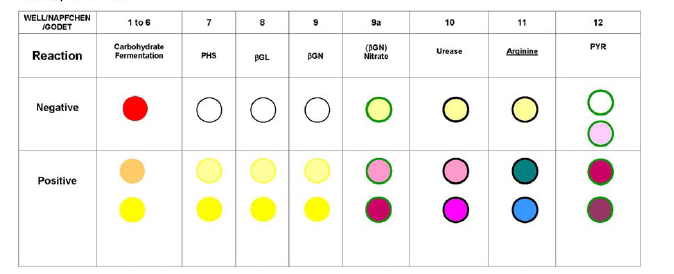 WELL/NAPFCHEN
/GODET
1 to 6
7
8
9
9a
10
11
12
Reaction
Carbohydrate
Fermentation
PHS
βGL
βGN
(βGN)
Nitrate
Urease
Arginine
PYR
Negative
Positive